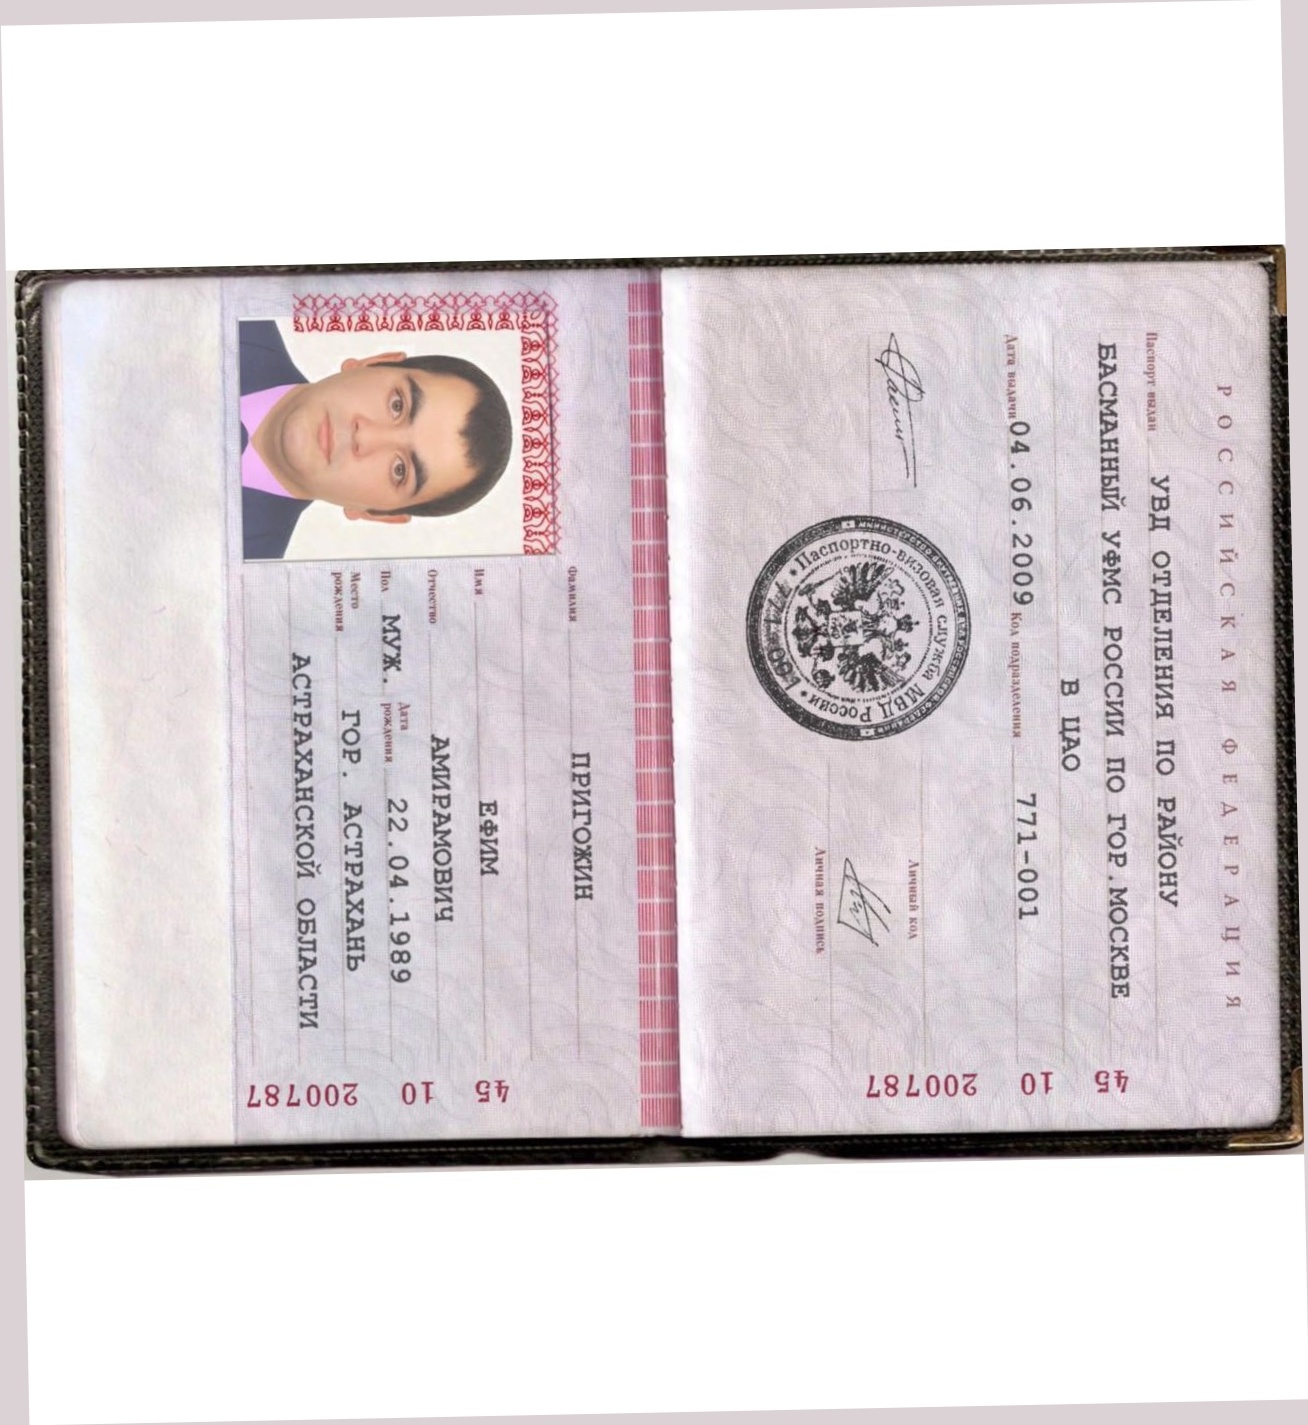 РОССИЙСКАЯ ФЕДЕРАЦИЯ
Паспорт выдан УВД ОТДЕЛЕНИЯ ПО РАЙОНУ
БАСМАННЫЙ УФМС РОССИИ ПО ГОР.МОСКВЕ
В ЦАО
Дата выдачи 04.06.2009 Код подразделения 771-001
Личный код
Личная подпись
Паспортно-визовая служба МВД России
45 10 200787
Фамилия ПРИГОЖИН
Имя ЕФИМ
Отчество АМИРАМОВИЧ
Пол МУЖ. Дата рождения 22.04.1989
Место рождения ГОР. АСТРАХАНЬ
АСТРАХАНСКОЙ ОБЛАСТИ
45 10 200787